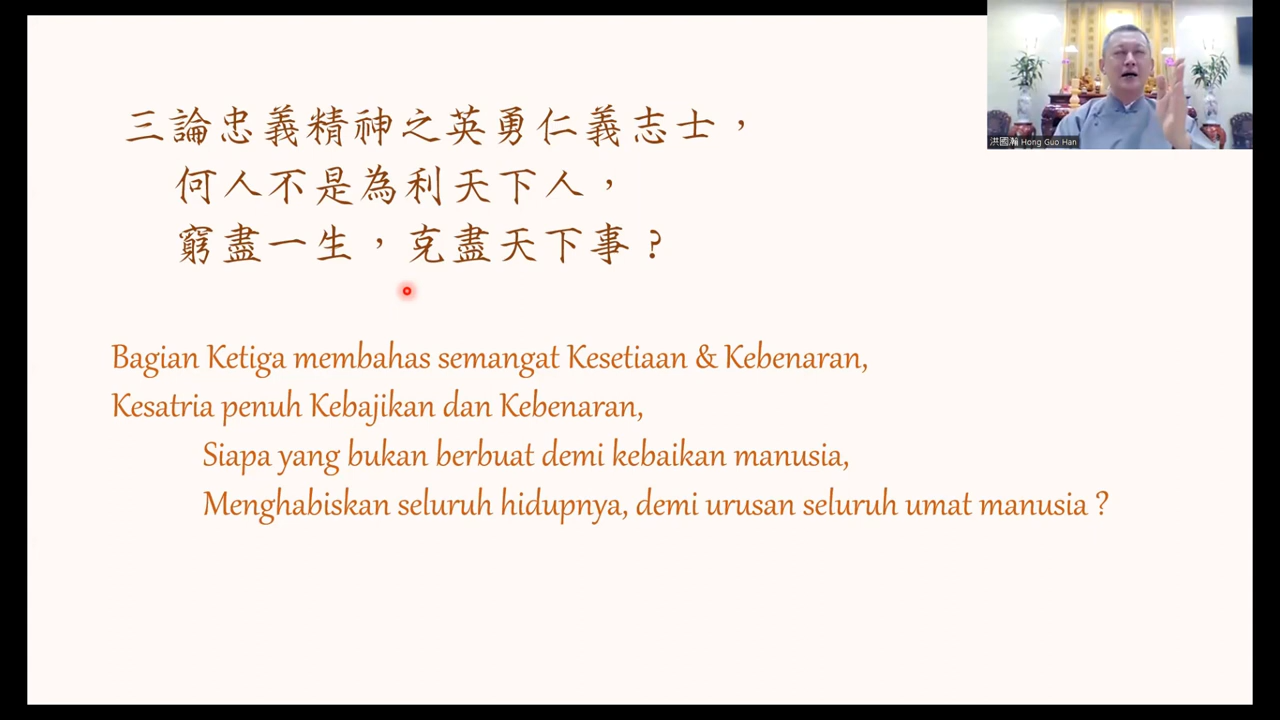 三論忠義精神之英勇仁義志士，
何人不是為利天下人，
窮盡一生，克盡天下事？
Bagian Ketiga membahas semangat Kesetiaan & Kebenaran,
Kesatria penuh Kebajikan dan Kebenaran,
Siapa yang bukan berbuat demi kebaikan manusia,
Menghabiskan seluruh hidupnya, demi urusan seluruh umat manusia ?
洪國瀚 Hong Guo Han